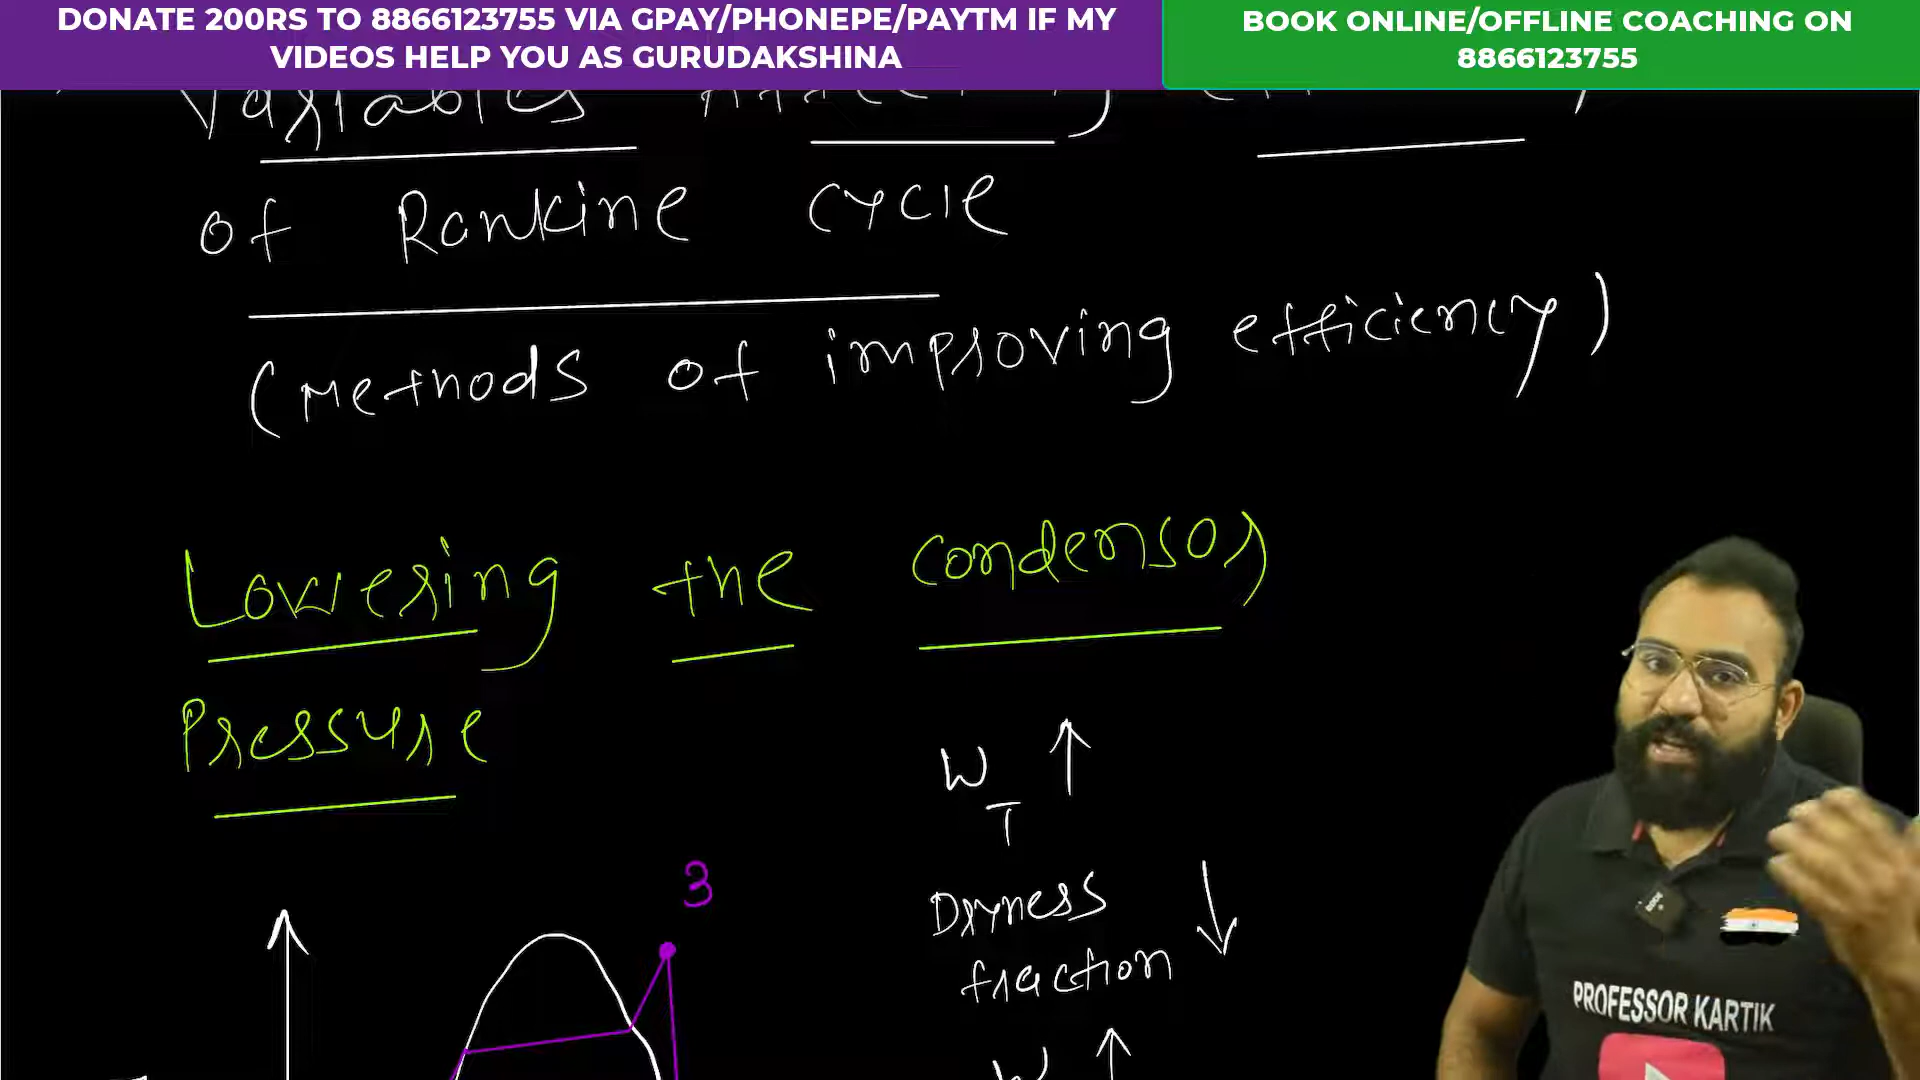 DONATE 200RS TO 8866123755 VIA GPAY/PHONEPE/PAYTM IF MY
VIDEOS HELP YOU AS GURUDAKSHINA
BOOK ONLINE/OFFLINE COACHING ON
8866123755
Variables
of Rankine cycle
(Methods of improving efficiency)
Lowering the condensor
Pressure
W T ↑
Dryness ↓
fraction
3
W ↑
PROFESSOR KARTIK